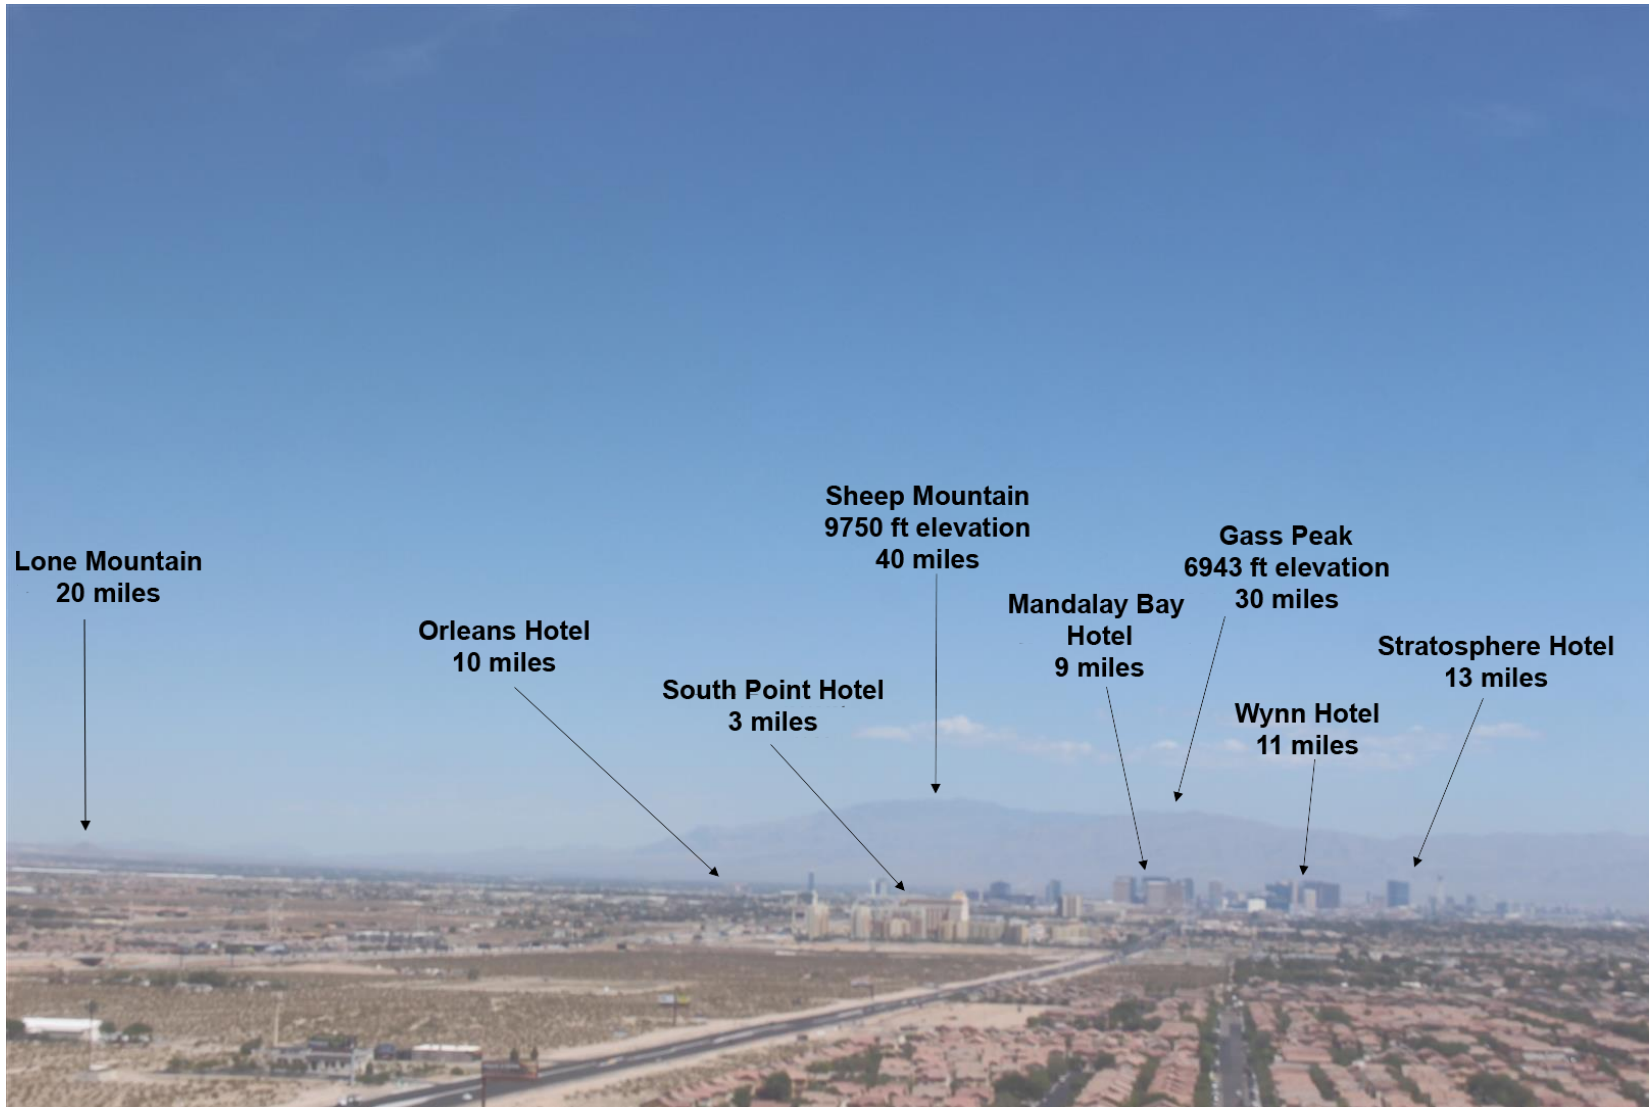 Lone Mountain
20 miles
Orleans Hotel
10 miles
South Point Hotel
3 miles
Sheep Mountain
9750 ft elevation
40 miles
Mandalay Bay
Hotel
9 miles
Gass Peak
6943 ft elevation
30 miles
Wynn Hotel
11 miles
Stratosphere Hotel
13 miles